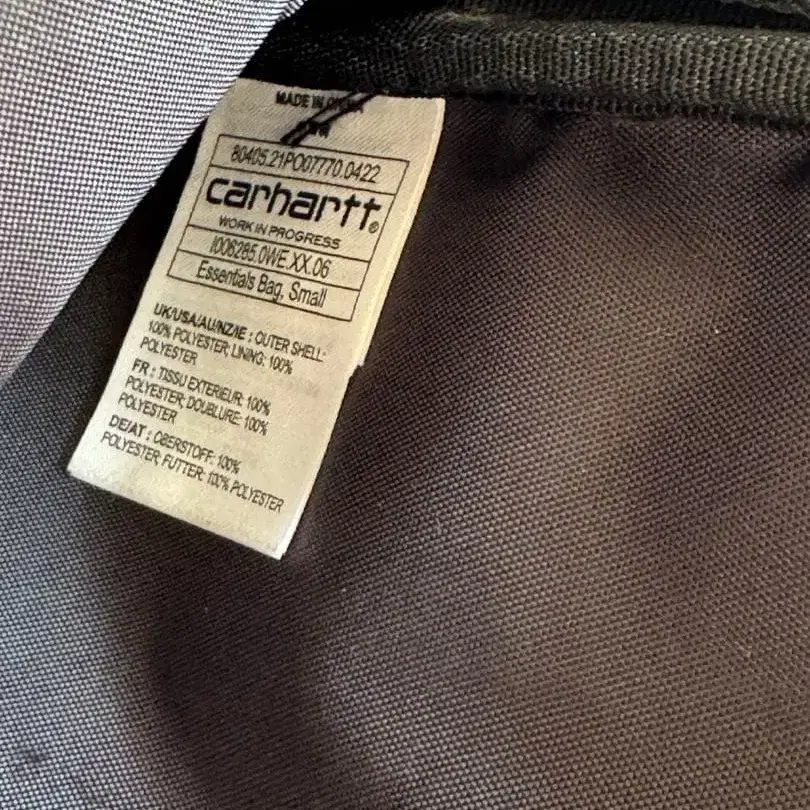 MADE IN CHINA
80405.21PO07770.0422
carhartt®
WORK IN PROGRESS
I006285.0WE.XX.06
Essentials Bag, Small
UK/USA/AU/NZ/IE : OUTER SHELL:
100% POLYESTER; LINING: 100%
POLYESTER
FR : TISSU EXTERIEUR: 100%
POLYESTER; DOUBLURE: 100%
POLYESTER
DE/AT : OBERSTOFF: 100%
POLYESTER; FUTTER: 100% POLYESTER